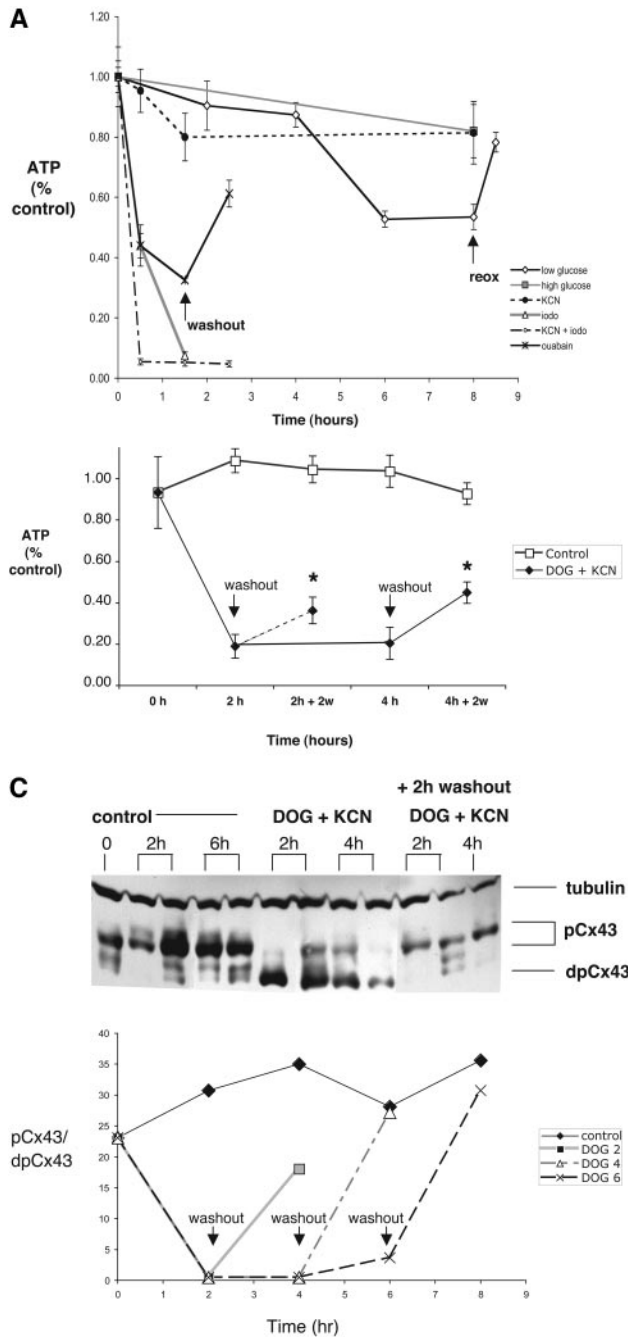 A
1.20
1.00
0.80
0.60
0.40
0.20
0.00
ATP
(%
control)
washout
reox
low glucose
high glucose
KCN
iodo
KCN + iodo
ouabain
0 1 2 3 4 5 6 7 8 9
Time (hours)
1.00
0.80
0.60
0.40
0.20
0.00
ATP
(%
control)
washout
*
washout
*
Control
DOG + KCN
0 h 2 h 2h + 2w 4 h 4h + 2w
Time (hours)
C
+ 2h washout
control DOG + KCN DOG + KCN
0 2h 6h 2h 4h 2h 4h
tubulin
pCx43
dpCx43
40
35
30
25
20
15
10
5
0
pCx43/
dpCx43
washout washout washout
control
DOG 2
DOG 4
DOG 6
0 1 2 3 4 5 6 7 8 9
Time (hr)